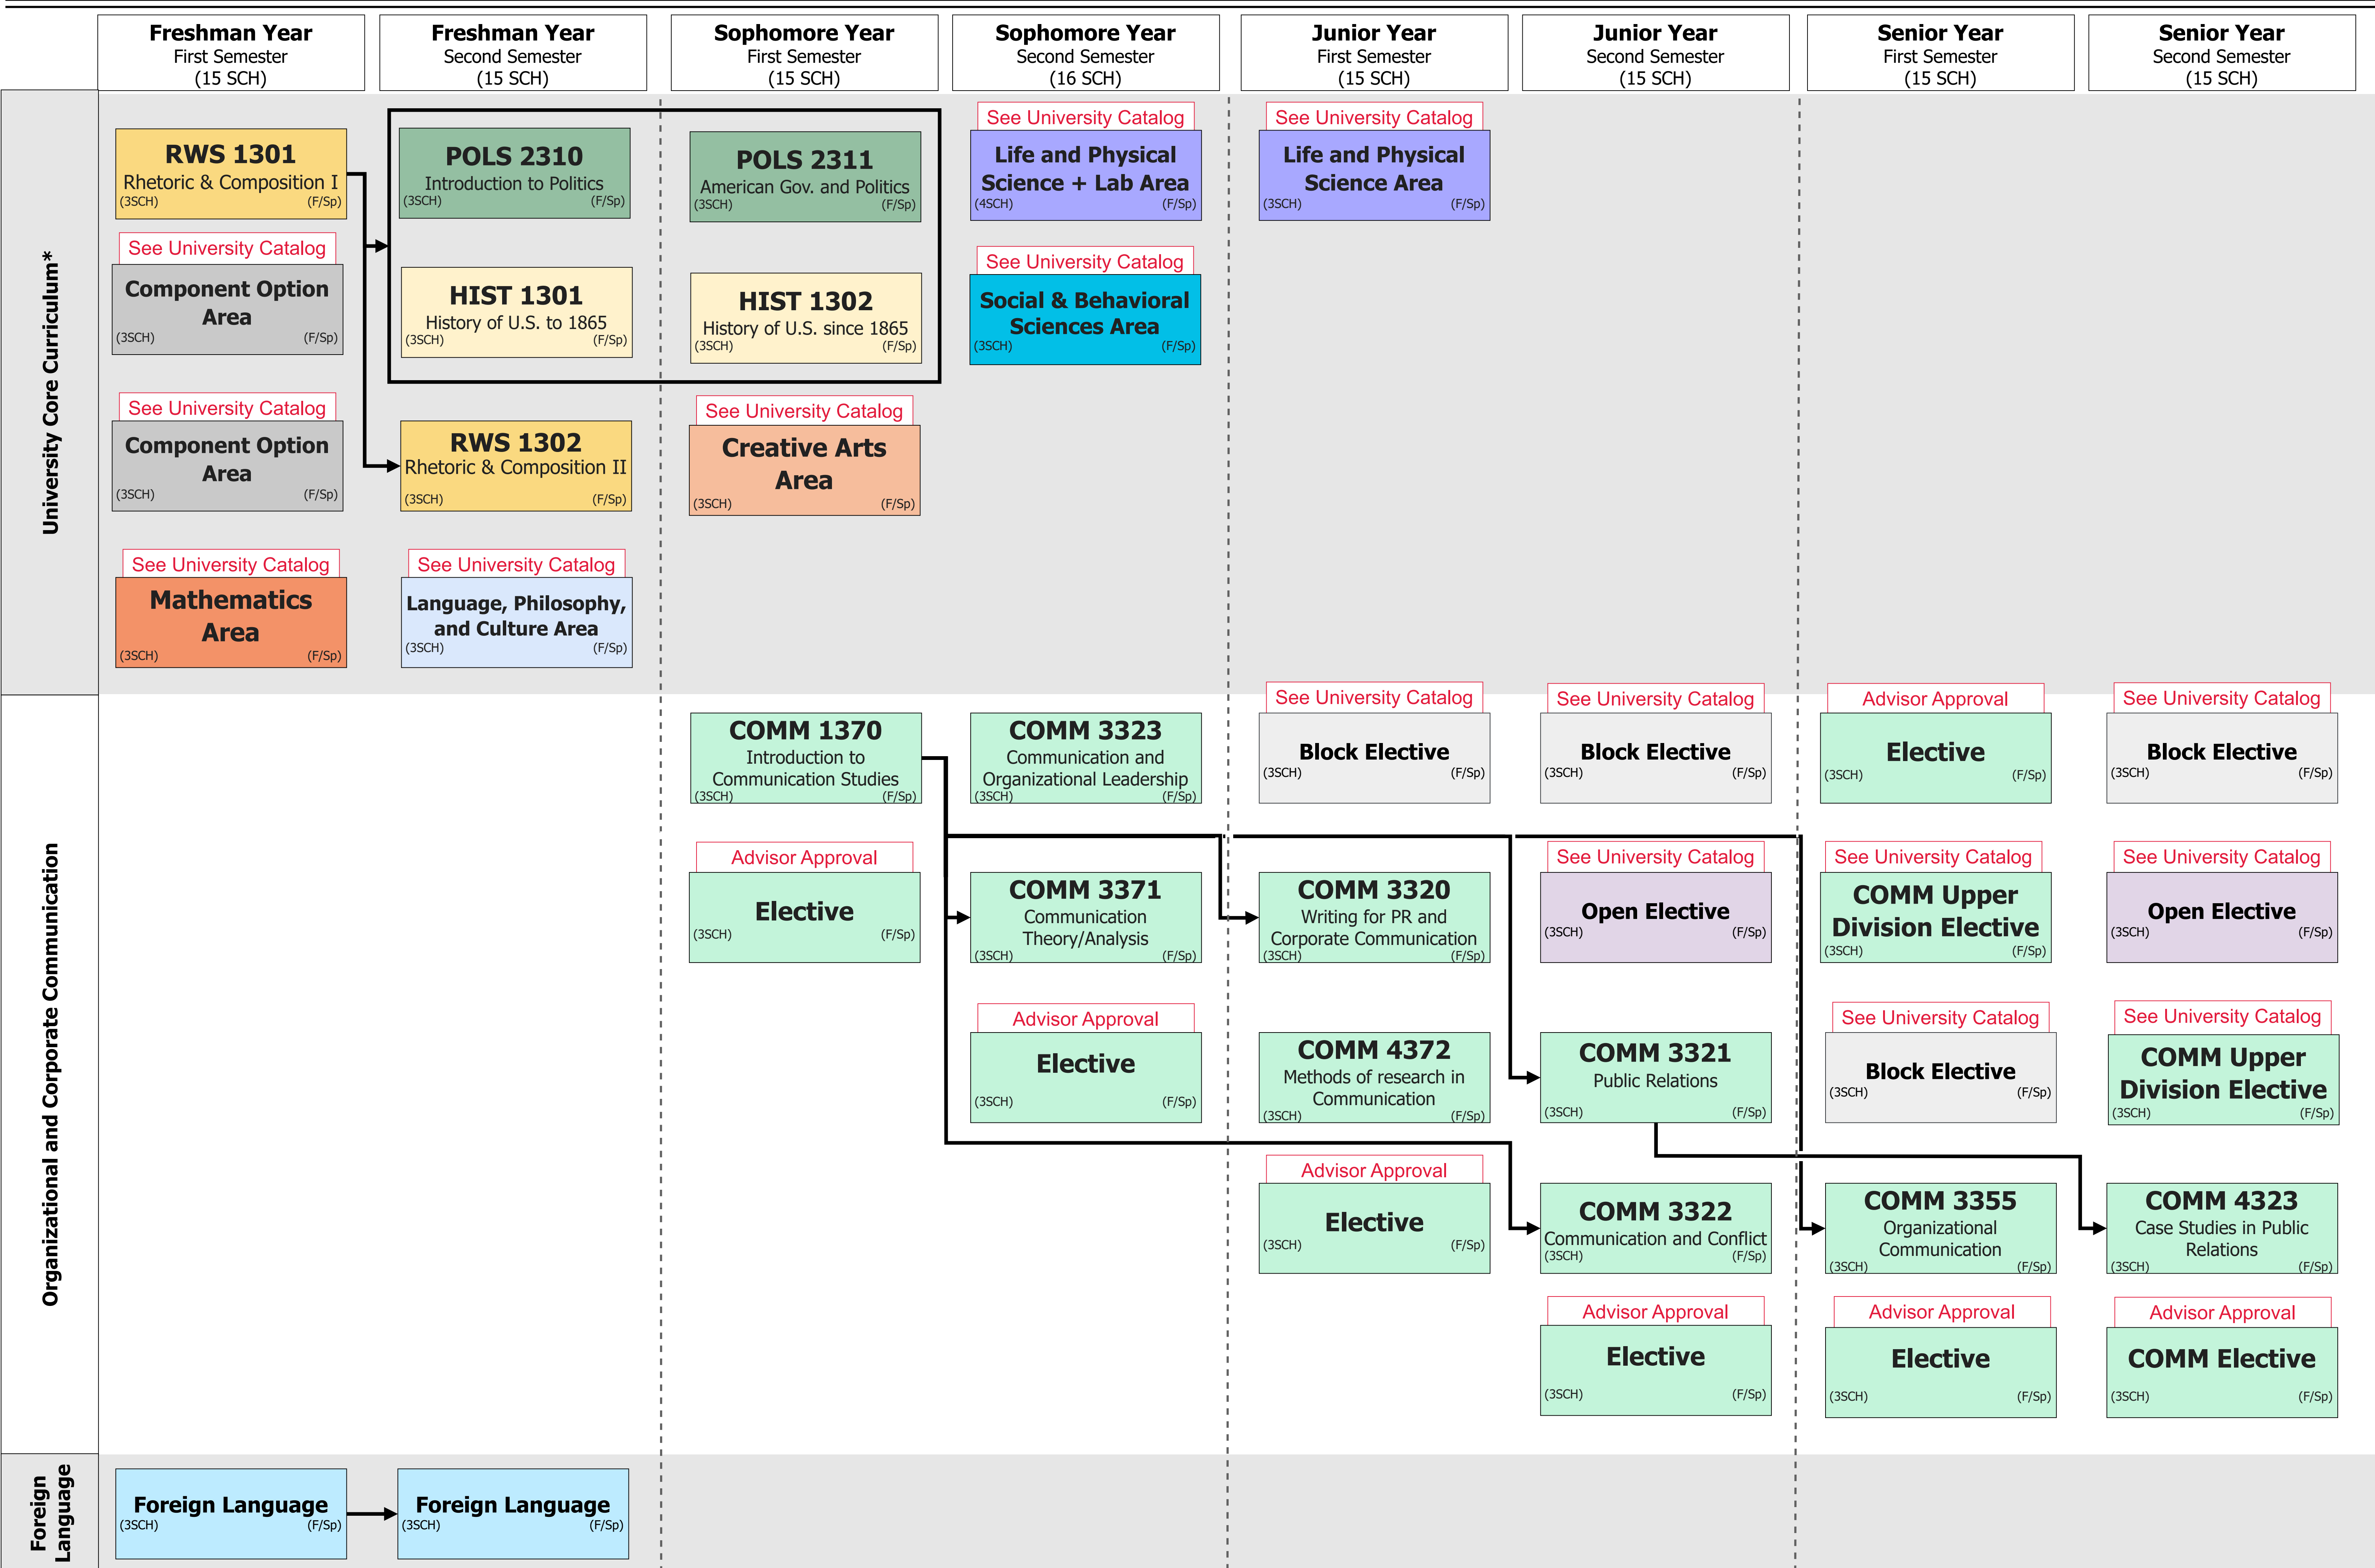 Freshman Year
First Semester
(15 SCH)
Freshman Year
Second Semester
(15 SCH)
Sophomore Year
First Semester
(15 SCH)
Sophomore Year
Second Semester
(16 SCH)
Junior Year
First Semester
(15 SCH)
Junior Year
Second Semester
(15 SCH)
Senior Year
First Semester
(15 SCH)
Senior Year
Second Semester
(15 SCH)
University Core Curriculum*
RWS 1301
Rhetoric & Composition I
(3SCH) (F/Sp)
See University Catalog
Component Option
Area
(3SCH) (F/Sp)
See University Catalog
Component Option
Area
(3SCH) (F/Sp)
See University Catalog
Mathematics
Area
(3SCH) (F/Sp)
POLS 2310
Introduction to Politics
(3SCH) (F/Sp)
HIST 1301
History of U.S. to 1865
(3SCH) (F/Sp)
RWS 1302
Rhetoric & Composition II
(3SCH) (F/Sp)
See University Catalog
Language, Philosophy,
and Culture Area
(3SCH) (F/Sp)
POLS 2311
American Gov. and Politics
(3SCH) (F/Sp)
HIST 1302
History of U.S. since 1865
(3SCH) (F/Sp)
See University Catalog
Creative Arts
Area
(3SCH) (F/Sp)
See University Catalog
Life and Physical
Science + Lab Area
(4SCH) (F/Sp)
See University Catalog
Social & Behavioral
Sciences Area
(3SCH) (F/Sp)
See University Catalog
Life and Physical
Science Area
(3SCH) (F/Sp)
Organizational and Corporate Communication
COMM 1370
Introduction to
Communication Studies
(3SCH) (F/Sp)
Advisor Approval
Elective
(3SCH) (F/Sp)
COMM 3323
Communication and
Organizational Leadership
(3SCH) (F/Sp)
COMM 3371
Communication
Theory/Analysis
(3SCH) (F/Sp)
Advisor Approval
Elective
(3SCH) (F/Sp)
See University Catalog
Block Elective
(3SCH) (F/Sp)
COMM 3320
Writing for PR and
Corporate Communication
(3SCH) (F/Sp)
COMM 4372
Methods of research in
Communication
(3SCH) (F/Sp)
Advisor Approval
Elective
(3SCH) (F/Sp)
See University Catalog
Block Elective
(3SCH) (F/Sp)
See University Catalog
Open Elective
(3SCH) (F/Sp)
COMM 3321
Public Relations
(3SCH) (F/Sp)
COMM 3322
Communication and Conflict
(3SCH) (F/Sp)
Advisor Approval
Elective
(3SCH) (F/Sp)
Advisor Approval
Elective
(3SCH) (F/Sp)
See University Catalog
COMM Upper
Division Elective
(3SCH) (F/Sp)
See University Catalog
Block Elective
(3SCH) (F/Sp)
COMM 3355
Organizational
Communication
(3SCH) (F/Sp)
Advisor Approval
Elective
(3SCH) (F/Sp)
See University Catalog
Block Elective
(3SCH) (F/Sp)
See University Catalog
Open Elective
(3SCH) (F/Sp)
See University Catalog
COMM Upper
Division Elective
(3SCH) (F/Sp)
COMM 4323
Case Studies in Public
Relations
(3SCH) (F/Sp)
Advisor Approval
COMM Elective
(3SCH) (F/Sp)
Foreign
Language
Foreign Language
(3SCH) (F/Sp)
Foreign Language
(3SCH) (F/Sp)